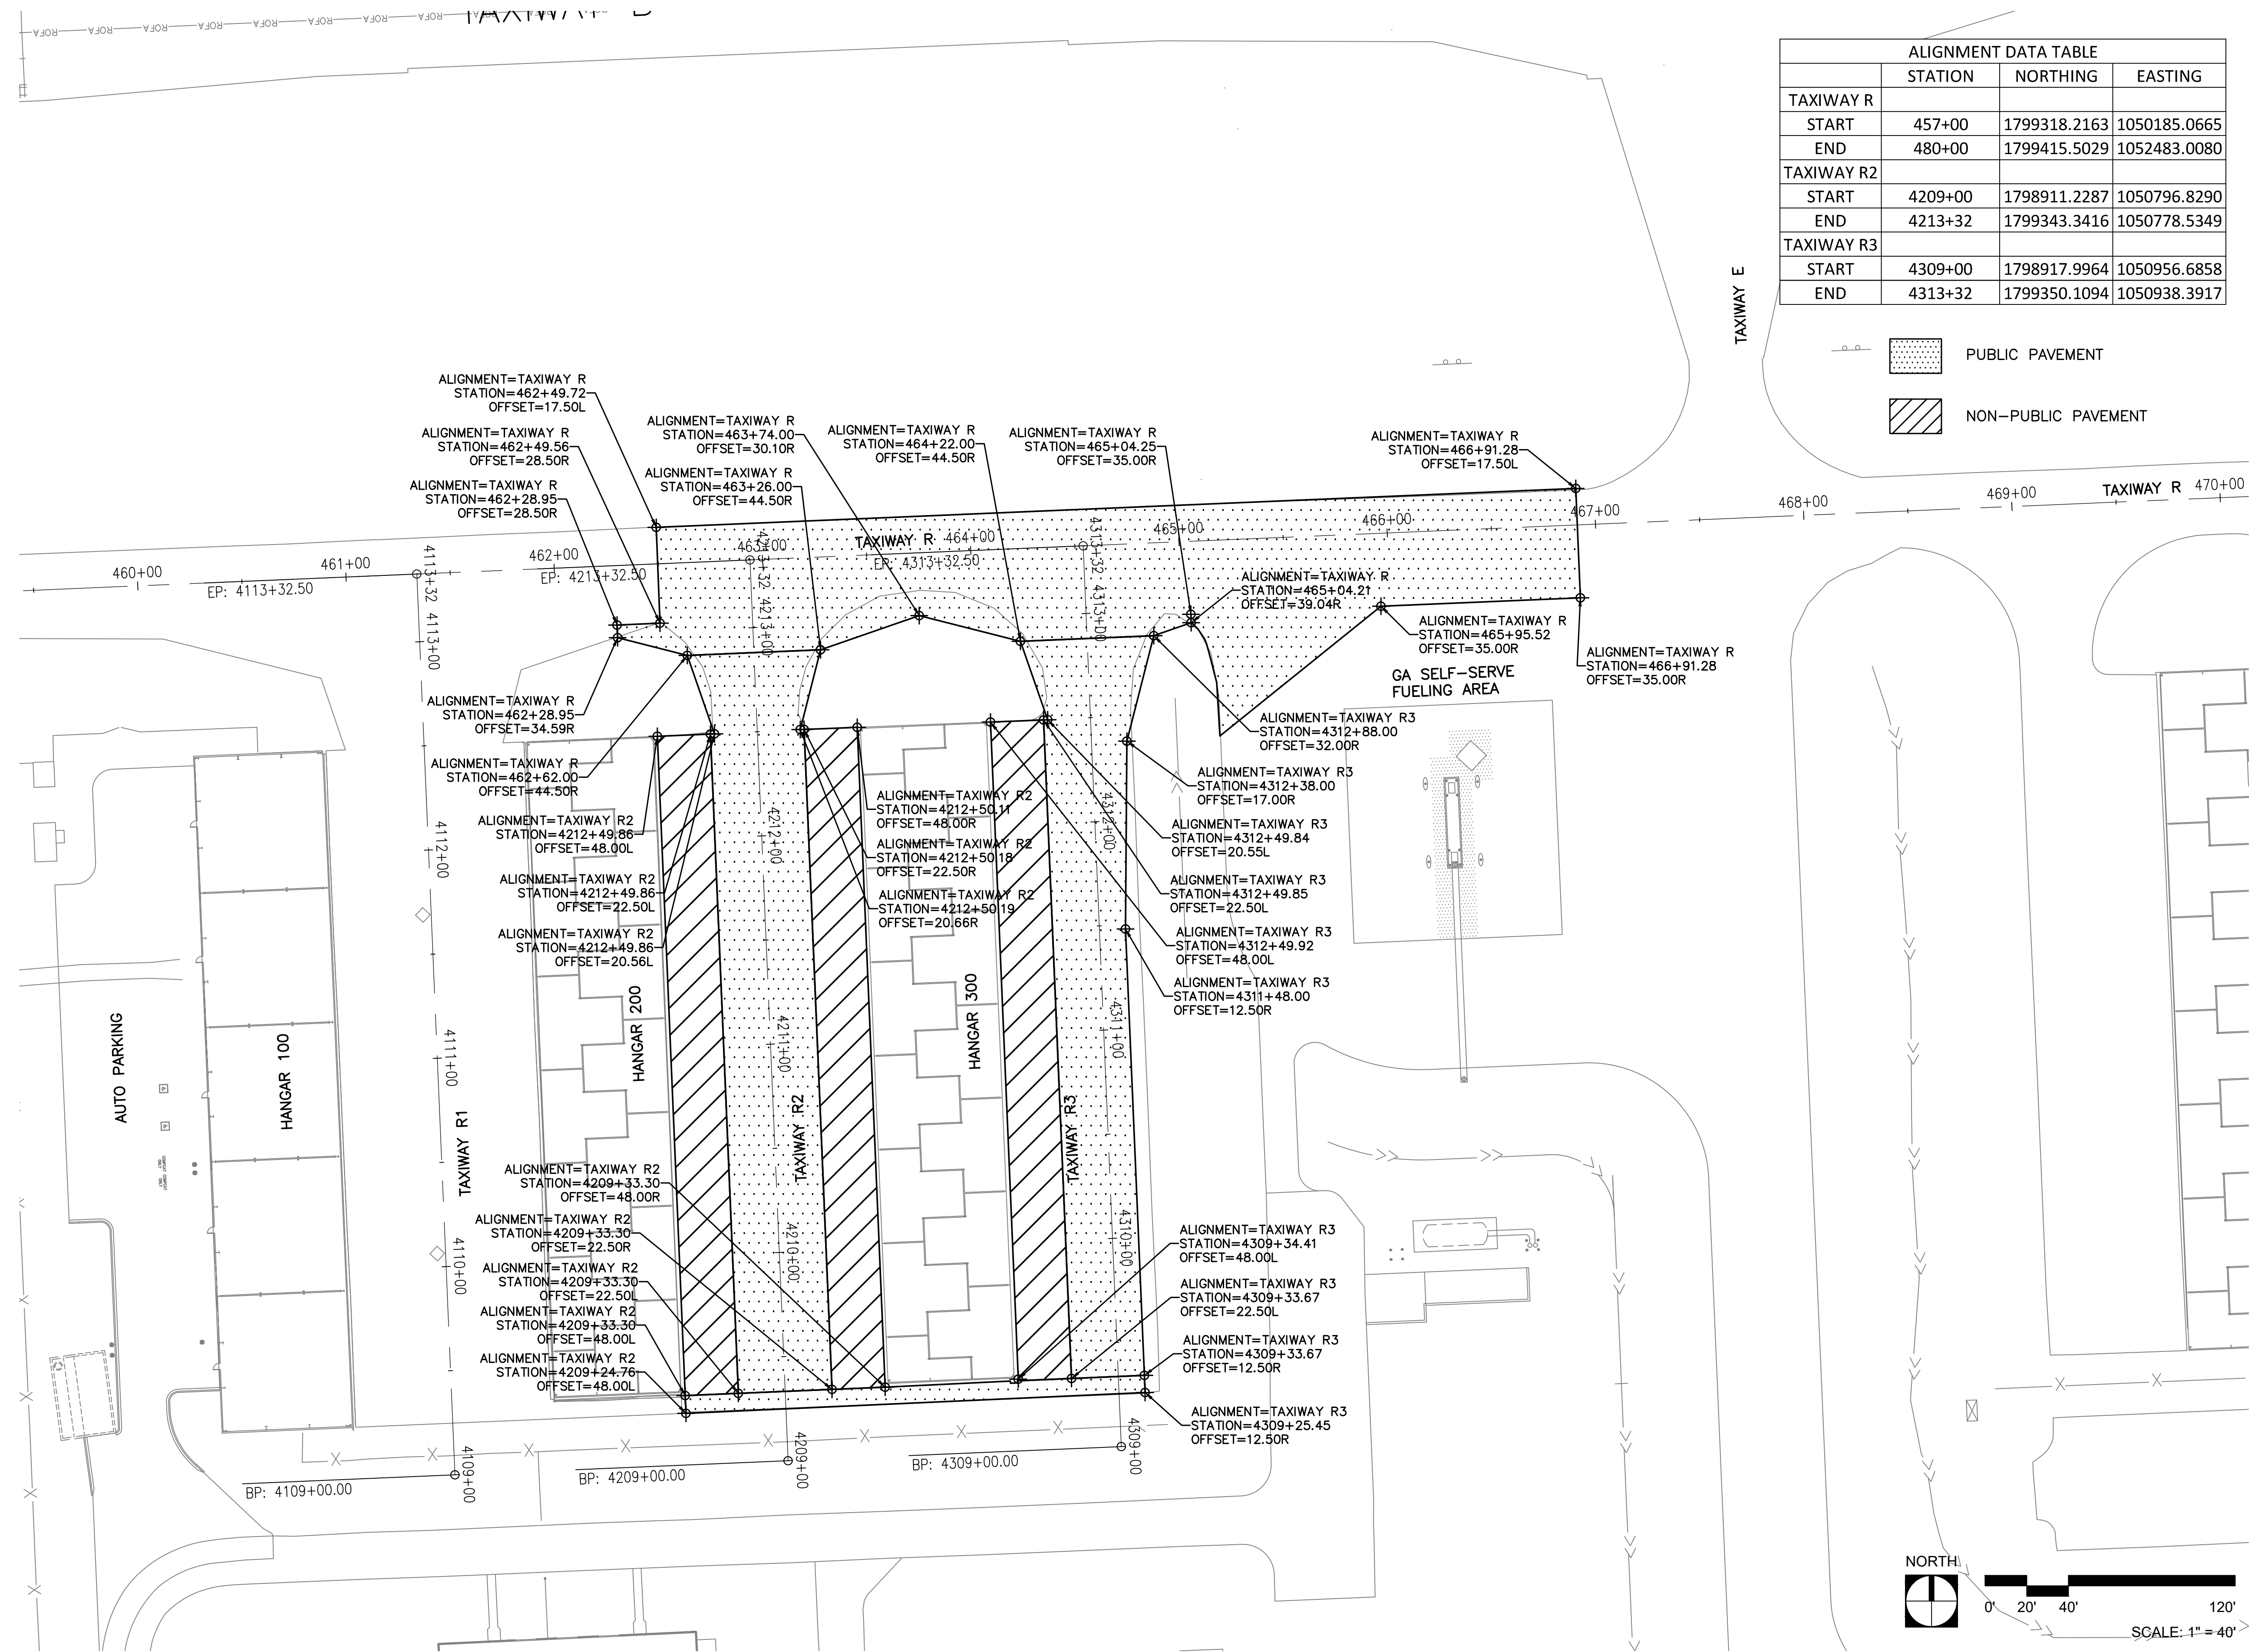 ROFA ROFA ROFA ROFA ROFA ROFA ROFA ROFA ROFA
TAXIWAY B
ALIGNMENT DATA TABLE
STATION NORTHING EASTING
TAXIWAY R
START 457+00 1799318.2163 1050185.0665
END 480+00 1799415.5029 1052483.0080
TAXIWAY R2
START 4209+00 1798911.2287 1050796.8290
END 4213+32 1799343.3416 1050778.5349
TAXIWAY R3
START 4309+00 1798917.9964 1050956.6858
END 4313+32 1799350.1094 1050938.3917
TAXIWAY E
PUBLIC PAVEMENT
NON-PUBLIC PAVEMENT
ALIGNMENT=TAXIWAY R
STATION=462+49.72
OFFSET=17.50L
ALIGNMENT=TAXIWAY R
STATION=462+49.56
OFFSET=28.50R
ALIGNMENT=TAXIWAY R
STATION=462+28.95
OFFSET=28.50R
ALIGNMENT=TAXIWAY R
STATION=463+74.00
OFFSET=30.10R
ALIGNMENT=TAXIWAY R
STATION=463+26.00
OFFSET=44.50R
ALIGNMENT=TAXIWAY R
STATION=464+22.00
OFFSET=44.50R
ALIGNMENT=TAXIWAY R
STATION=465+04.25
OFFSET=35.00R
ALIGNMENT=TAXIWAY R
STATION=466+91.28
OFFSET=17.50L
460+00
461+00
462+00
463+00
TAXIWAY R
464+00
465+00
466+00
467+00
468+00
469+00
TAXIWAY R
470+00
EP: 4113+32.50
EP: 4213+32.50
EP: 4313+32.50
4113+32
4113+00
4213+32
4213+00
4313+32
4313+00
ALIGNMENT=TAXIWAY R
STATION=465+04.21
OFFSET=39.04R
ALIGNMENT=TAXIWAY R
STATION=465+95.52
OFFSET=35.00R
ALIGNMENT=TAXIWAY R
STATION=466+91.28
OFFSET=35.00R
GA SELF-SERVE
FUELING AREA
ALIGNMENT=TAXIWAY R
STATION=462+28.95
OFFSET=34.59R
ALIGNMENT=TAXIWAY R
STATION=462+62.00
OFFSET=44.50R
ALIGNMENT=TAXIWAY R2
STATION=4212+49.86
OFFSET=48.00L
ALIGNMENT=TAXIWAY R2
STATION=4212+49.86
OFFSET=22.50L
ALIGNMENT=TAXIWAY R2
STATION=4212+49.86
OFFSET=20.56L
ALIGNMENT=TAXIWAY R2
STATION=4212+50.11
OFFSET=48.00R
ALIGNMENT=TAXIWAY R2
STATION=4212+50.18
OFFSET=22.50R
ALIGNMENT=TAXIWAY R2
STATION=4212+50.19
OFFSET=20.66R
ALIGNMENT=TAXIWAY R3
STATION=4312+88.00
OFFSET=32.00R
ALIGNMENT=TAXIWAY R3
STATION=4312+38.00
OFFSET=17.00R
ALIGNMENT=TAXIWAY R3
STATION=4312+49.84
OFFSET=20.55L
ALIGNMENT=TAXIWAY R3
STATION=4312+49.85
OFFSET=22.50L
ALIGNMENT=TAXIWAY R3
STATION=4312+49.92
OFFSET=48.00L
ALIGNMENT=TAXIWAY R3
STATION=4311+48.00
OFFSET=12.50R
4112+00
4212+00
4312+00
4111+00
4211+00
4311+00
4110+00
4210+00
4310+00
AUTO PARKING
COMPACT ONLY
COMPACT ONLY
HANGAR 100
TAXIWAY R1
HANGAR 200
TAXIWAY R2
HANGAR 300
TAXIWAY R3
ALIGNMENT=TAXIWAY R2
STATION=4209+33.30
OFFSET=48.00R
ALIGNMENT=TAXIWAY R2
STATION=4209+33.30
OFFSET=22.50R
ALIGNMENT=TAXIWAY R2
STATION=4209+33.30
OFFSET=22.50L
ALIGNMENT=TAXIWAY R2
STATION=4209+33.30
OFFSET=48.00L
ALIGNMENT=TAXIWAY R2
STATION=4209+24.76
OFFSET=48.00L
ALIGNMENT=TAXIWAY R3
STATION=4309+34.41
OFFSET=48.00L
ALIGNMENT=TAXIWAY R3
STATION=4309+33.67
OFFSET=22.50L
ALIGNMENT=TAXIWAY R3
STATION=4309+33.67
OFFSET=12.50R
ALIGNMENT=TAXIWAY R3
STATION=4309+25.45
OFFSET=12.50R
4109+00
4209+00
4309+00
BP: 4109+00.00
BP: 4209+00.00
BP: 4309+00.00
NORTH
0' 20' 40' 120'
SCALE: 1" = 40'